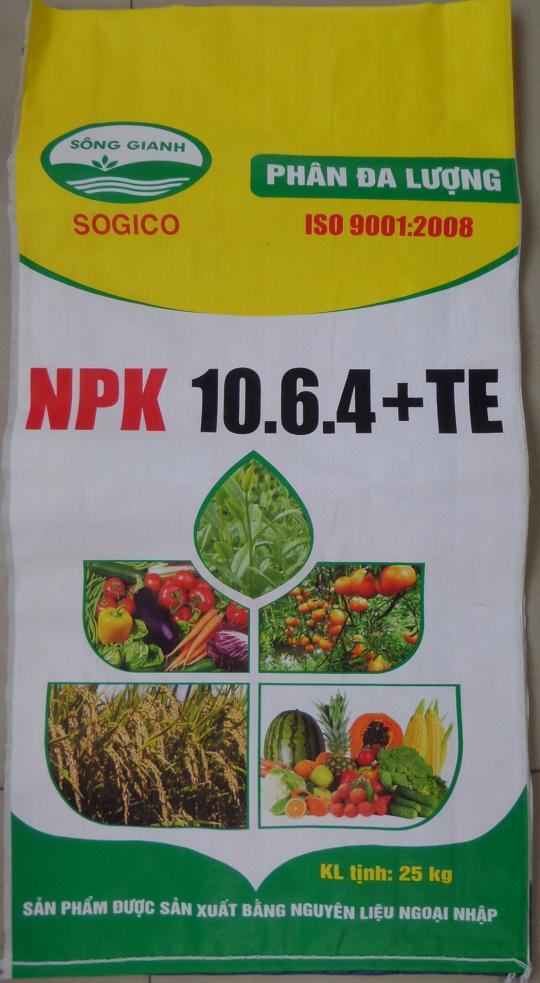 SÔNG GIANH
SOGICO
PHÂN ĐA LƯỢNG
ISO 9001:2008
NPK 10.6.4+TE
KL tịnh: 25 kg
SẢN PHẨM ĐƯỢC SẢN XUẤT BẰNG NGUYÊN LIỆU NGOẠI NHẬP